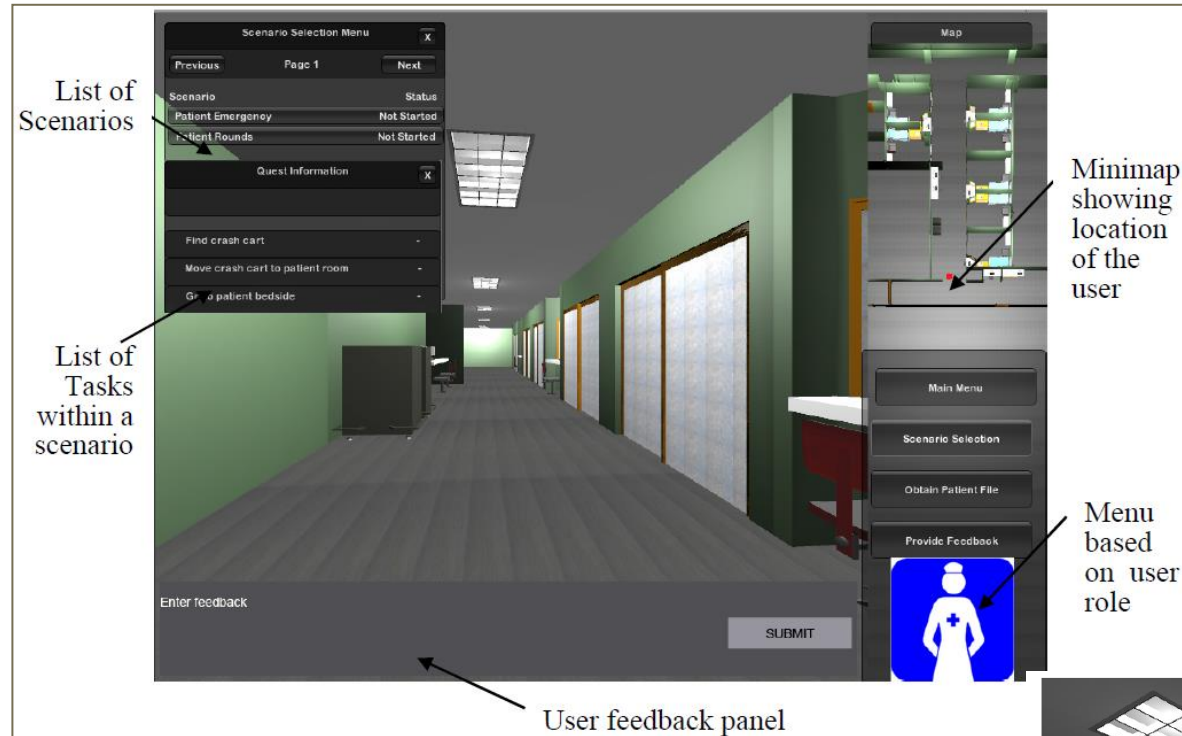 Scenario Selection Menu
X
Previous Page 1 Next
Scenario Status
Patient Emergency Not Started
Patient Rounds Not Started
Quest Information
X
Find crash cart -
Move crash cart to patient room -
Go to patient bedside -
Map
Main Menu
Scenario Selection
Obtain Patient File
Provide Feedback
Enter feedback
SUBMIT
List of
Scenarios
List of
Tasks
within a
scenario
Minimap
showing
location
of the
user
Menu
based
on user
role
User feedback panel